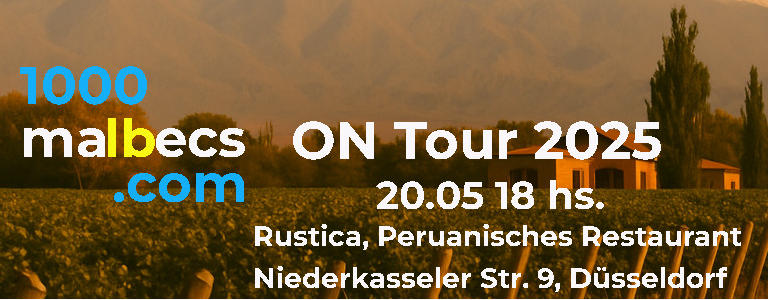 1000
malbecs
.com
ON Tour 2025
20.05 18 hs.
Rustica, Peruanisches Restaurant
Niederkasseler Str. 9, Düsseldorf